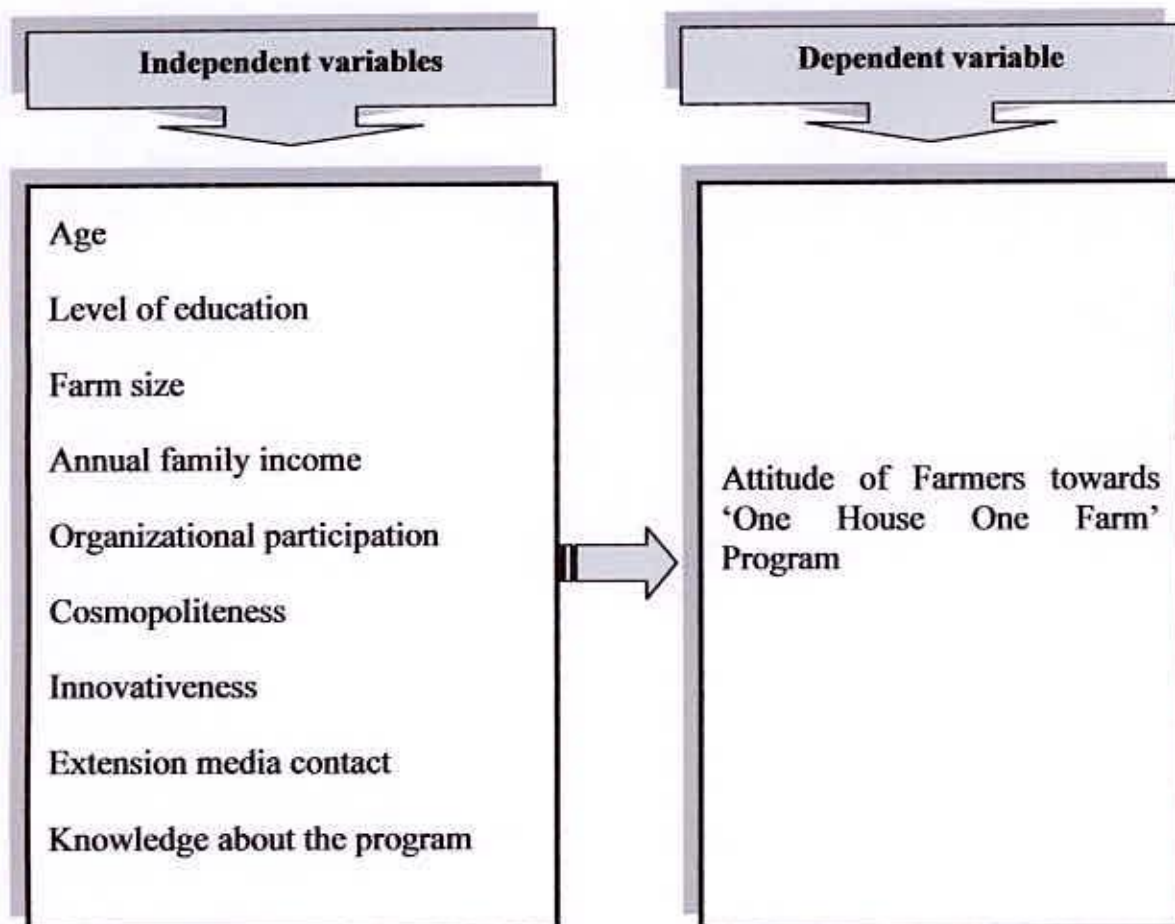 Independent variables
Dependent variable
Age
Level of education
Farm size
Annual family income
Organizational participation
Cosmopoliteness
Innovativeness
Extension media contact
Knowledge about the program
Attitude of Farmers towards
‘One House One Farm’
Program